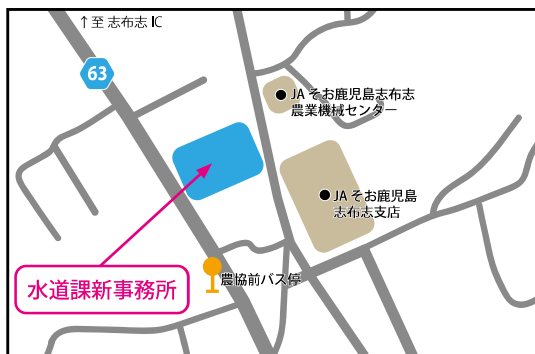 ↑至 志布志 IC
63
JA そお鹿児島志布志
農業機械センター
JA そお鹿児島
志布志支店
水道課新事務所
農協前バス停